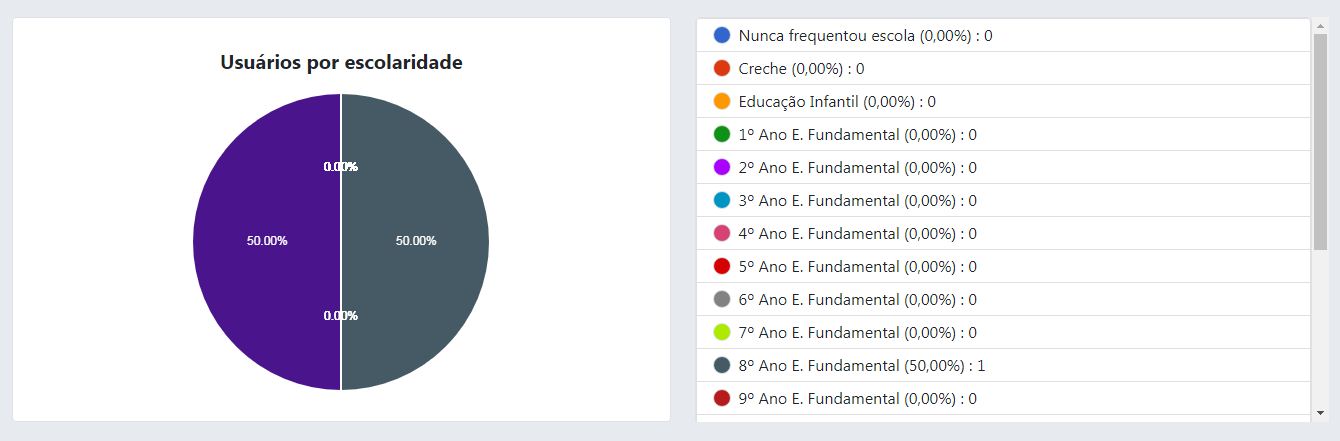 Usuários por escolaridade
0.00%
50.00%
50.00%
0.00%
Nunca frequentou escola (0,00%) : 0
Creche (0,00%) : 0
Educação Infantil (0,00%) : 0
1º Ano E. Fundamental (0,00%) : 0
2º Ano E. Fundamental (0,00%) : 0
3º Ano E. Fundamental (0,00%) : 0
4º Ano E. Fundamental (0,00%) : 0
5º Ano E. Fundamental (0,00%) : 0
6º Ano E. Fundamental (0,00%) : 0
7º Ano E. Fundamental (0,00%) : 0
8º Ano E. Fundamental (50,00%) : 1
9º Ano E. Fundamental (0,00%) : 0